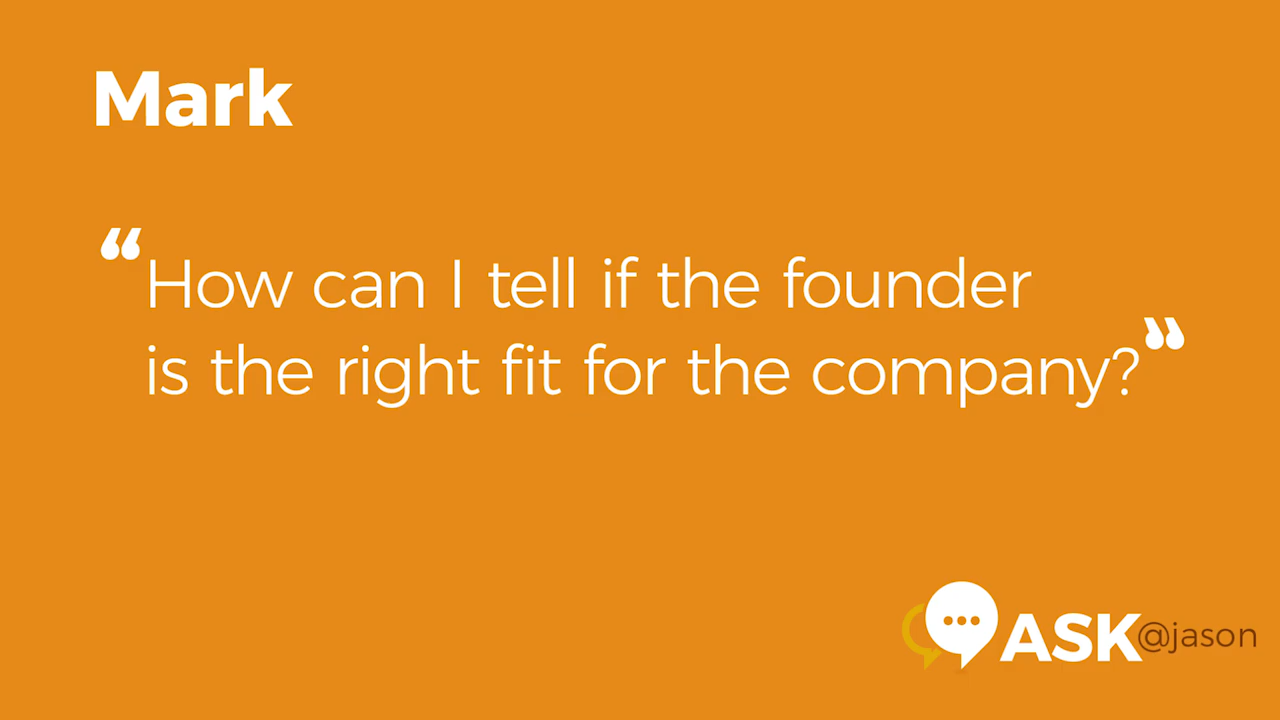 Mark
“How can I tell if the founder
is the right fit for the company?”
ASK@jason